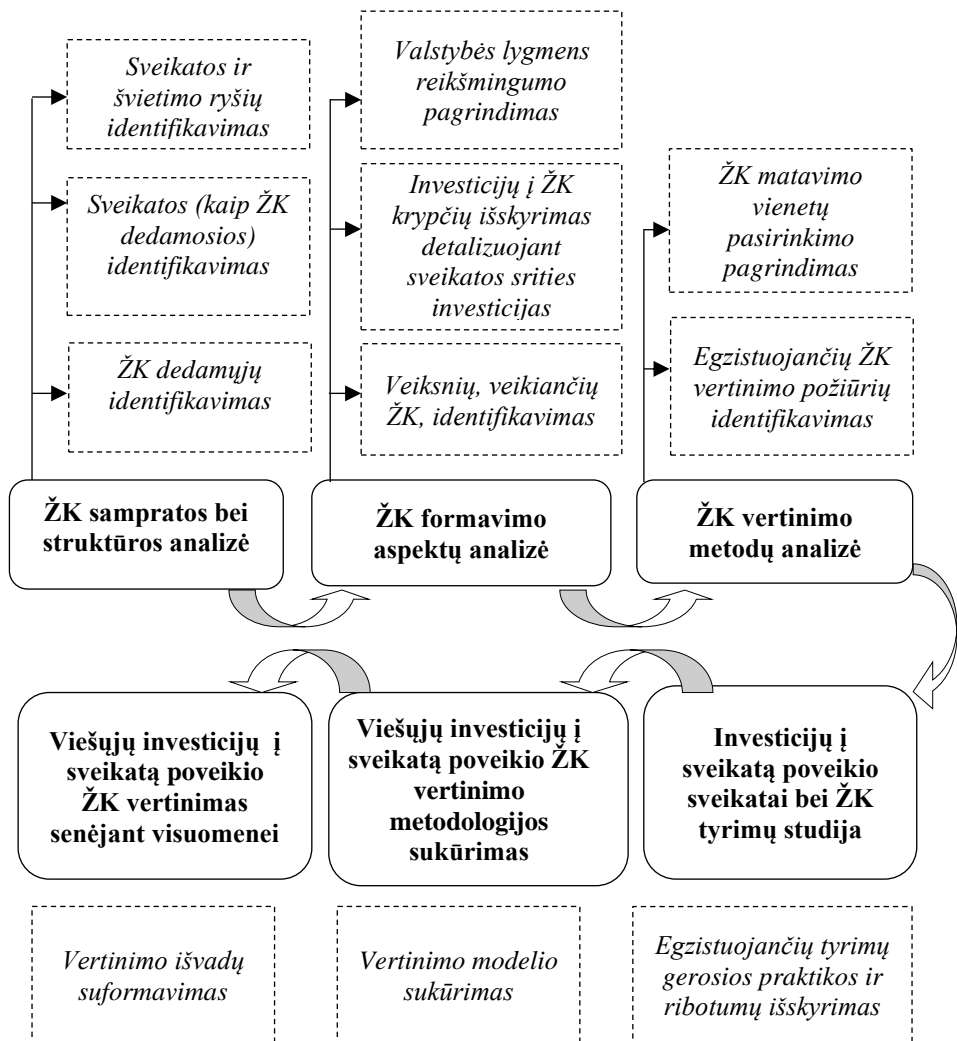 Sveikatos ir
švietimo ryšių
identifikavimas
Sveikatos (kaip ŽK
dedamosios)
identifikavimas
ŽK dedamųjų
identifikavimas
ŽK sampratos bei
struktūros analizė
Valstybės lygmens
reikšmingumo
pagrindimas
Investicijų į ŽK
krypčių išskyrimas
detalizuojant
sveikatos srities
investicijas
Veiksnių, veikiančių
ŽK, identifikavimas
ŽK formavimo
aspektų analizė
ŽK matavimo
vienetų
pasirinkimo
pagrindimas
Egzistuojančių ŽK
vertinimo požiūrių
identifikavimas
ŽK vertinimo
metodų analizė
Viešųjų investicijų į
sveikatą poveikio
ŽK vertinimas
senėjant visuomenei
Viešųjų investicijų į
sveikatą poveikio ŽK
vertinimo
metodologijos
sukūrimas
Investicijų į
sveikatą poveikio
sveikatai bei ŽK
tyrimų studija
Vertinimo išvadų
suformavimas
Vertinimo modelio
sukūrimas
Egzistuojančių tyrimų
gerosios praktikos ir
ribotumų išskyrimas